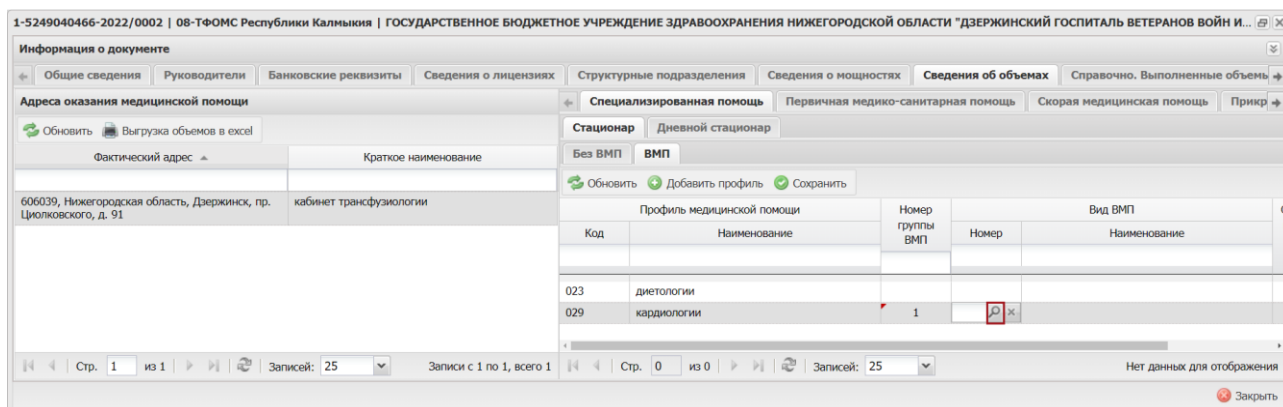 1-5249040466-2022/0002 | 08-ТФОМС Республики Калмыкия | ГОСУДАРСТВЕННОЕ БЮДЖЕТНОЕ УЧРЕЖДЕНИЕ ЗДРАВООХРАНЕНИЯ НИЖЕГОРОДСКОЙ ОБЛАСТИ "ДЗЕРЖИНСКИЙ ГОСПИТАЛЬ ВЕТЕРАНОВ ВОЙН И...
Информация о документе
Общие сведения Руководители Банковские реквизиты Сведения о лицензиях Структурные подразделения Сведения о мощностях Сведения об объемах Справочно. Выполненные объемы
Адреса оказания медицинской помощи
Обновить Выгрузка объемов в excel
Фактический адрес Краткое наименование
606039, Нижегородская область, Дзержинск, пр. Циолковского, д. 91 кабинет трансфузиологии
Стр. 1 из 1 Записей: 25 Записи с 1 по 1, всего 1
Специализированная помощь Первичная медико-санитарная помощь Скорая медицинская помощь Прикр
Стационар Дневной стационар
Без ВМП ВМП
Обновить Добавить профиль Сохранить
Профиль медицинской помощи Номер группы ВМП Вид ВМП
Код Наименование Номер Наименование
023 диетологии
029 кардиологии 1
Стр. 0 из 0 Записей: 25 Нет данных для отображения
Закрыть